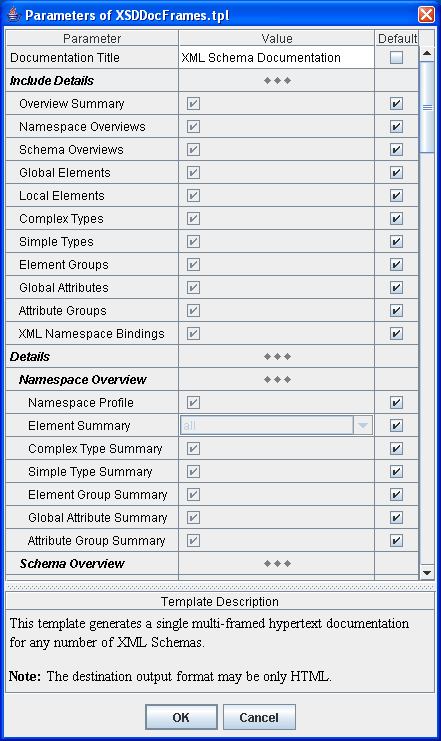 Parameters of XSDDocFrames.tpl
Parameter Value Default
Documentation Title XML Schema Documentation
Include Details
Overview Summary
Namespace Overviews
Schema Overviews
Global Elements
Local Elements
Complex Types
Simple Types
Element Groups
Global Attributes
Attribute Groups
XML Namespace Bindings
Details
Namespace Overview
Namespace Profile
Element Summary all
Complex Type Summary
Simple Type Summary
Element Group Summary
Global Attribute Summary
Attribute Group Summary
Schema Overview
Template Description
This template generates a single multi-framed hypertext documentation
for any number of XML Schemas.
Note: The destination output format may be only HTML.
OK Cancel